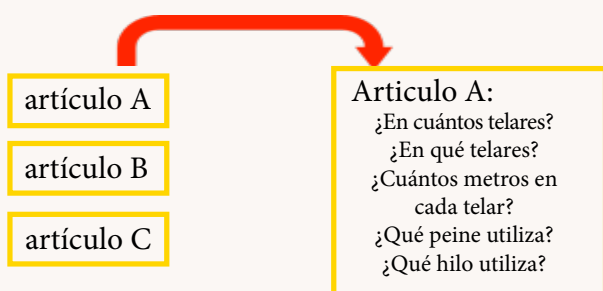 artículo A
artículo B
artículo C
Articulo A:
¿En cuántos telares?
¿En qué telares?
¿Cuántos metros en
cada telar?
¿Qué peine utiliza?
¿Qué hilo utiliza?